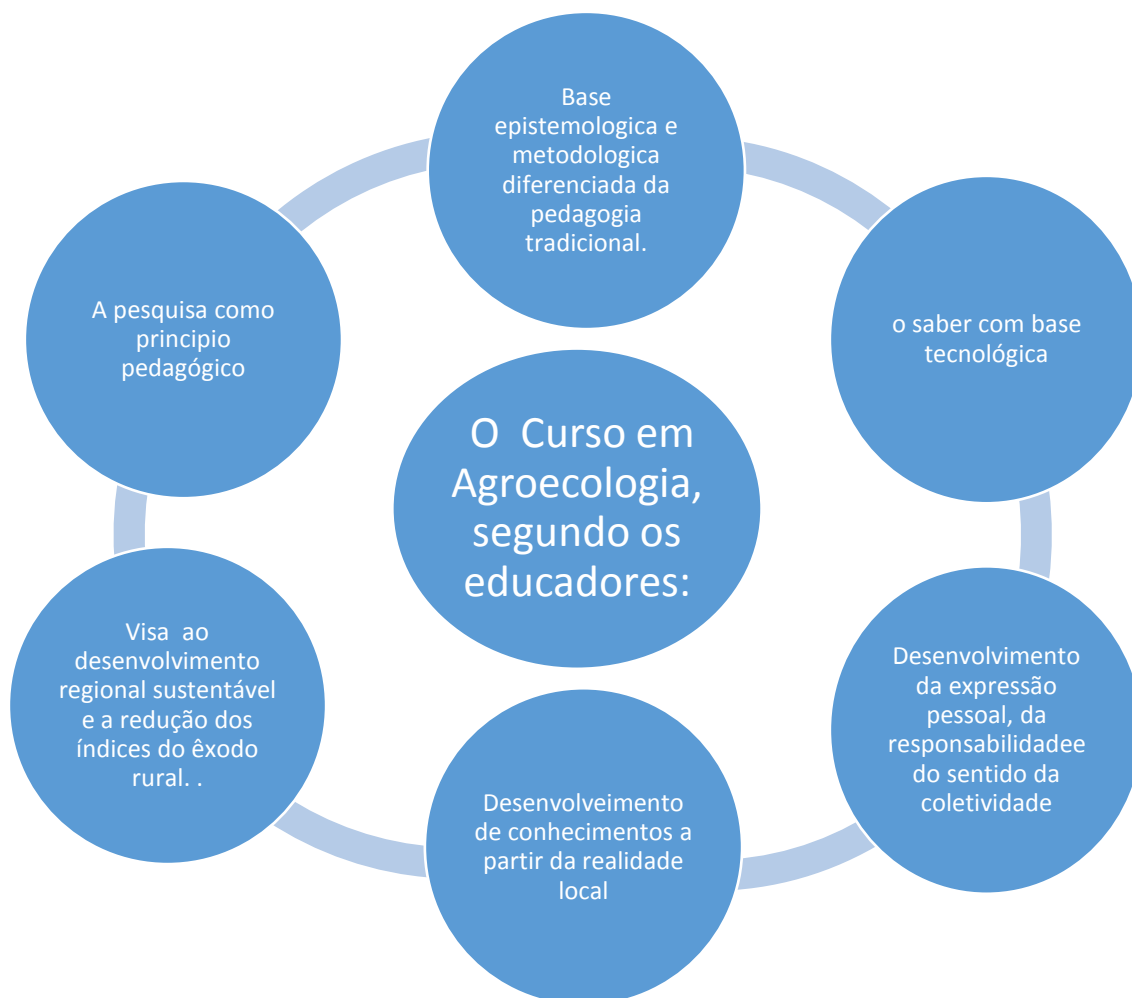 Base
epistemologica e
metodologica
diferenciada da
pedagogia
tradicional.
o saber com base
tecnológica
Desenvolvimento
da expressão
pessoal, da
responsabilidadee
do sentido da
coletividade
Desenvolveimento
de conhecimentos a
partir da realidade
local
Visa ao
desenvolvimento
regional sustentável
e a redução dos
índices do êxodo
rural. .
A pesquisa como
principio
pedagógico
O Curso em
Agroecologia,
segundo os
educadores: